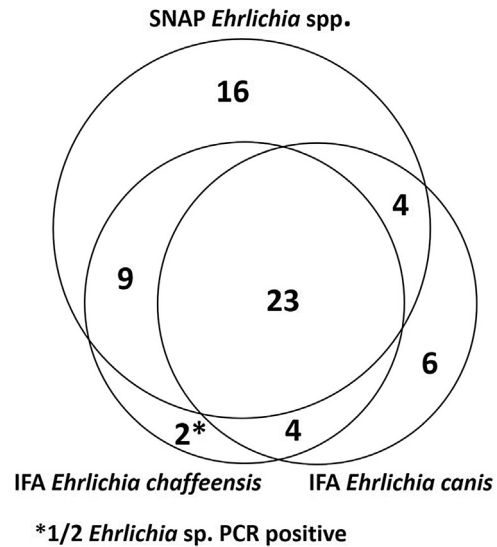 SNAP Ehrlichia spp.
16
4
9
23
6
2*
4
IFA Ehrlichia chaffeensis
IFA Ehrlichia canis
*1/2 Ehrlichia sp. PCR positive